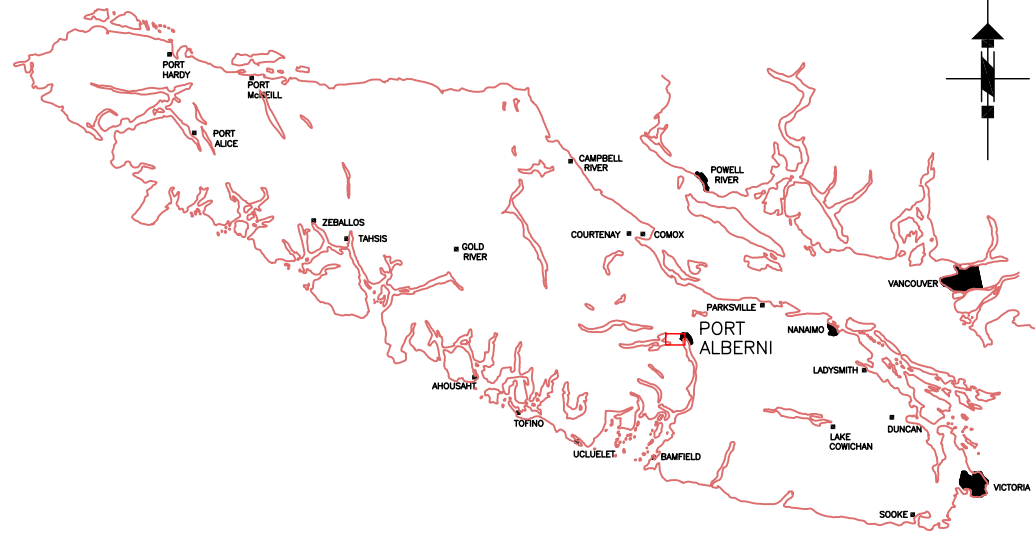 PORT
HARDY
PORT
McNEILL
PORT
ALICE
CAMPBELL
RIVER
POWELL
RIVER
ZEBALLOS
TAHSIS
GOLD
RIVER
COURTENAY
COMOX
VANCOUVER
PARKSVILLE
PORT
ALBERNI
NANAIMO
LADYSMITH
AHOUSAHT
TOFINO
UCLUELET
BAMFIELD
LAKE
COWICHAN
DUNCAN
VICTORIA
SOOKE